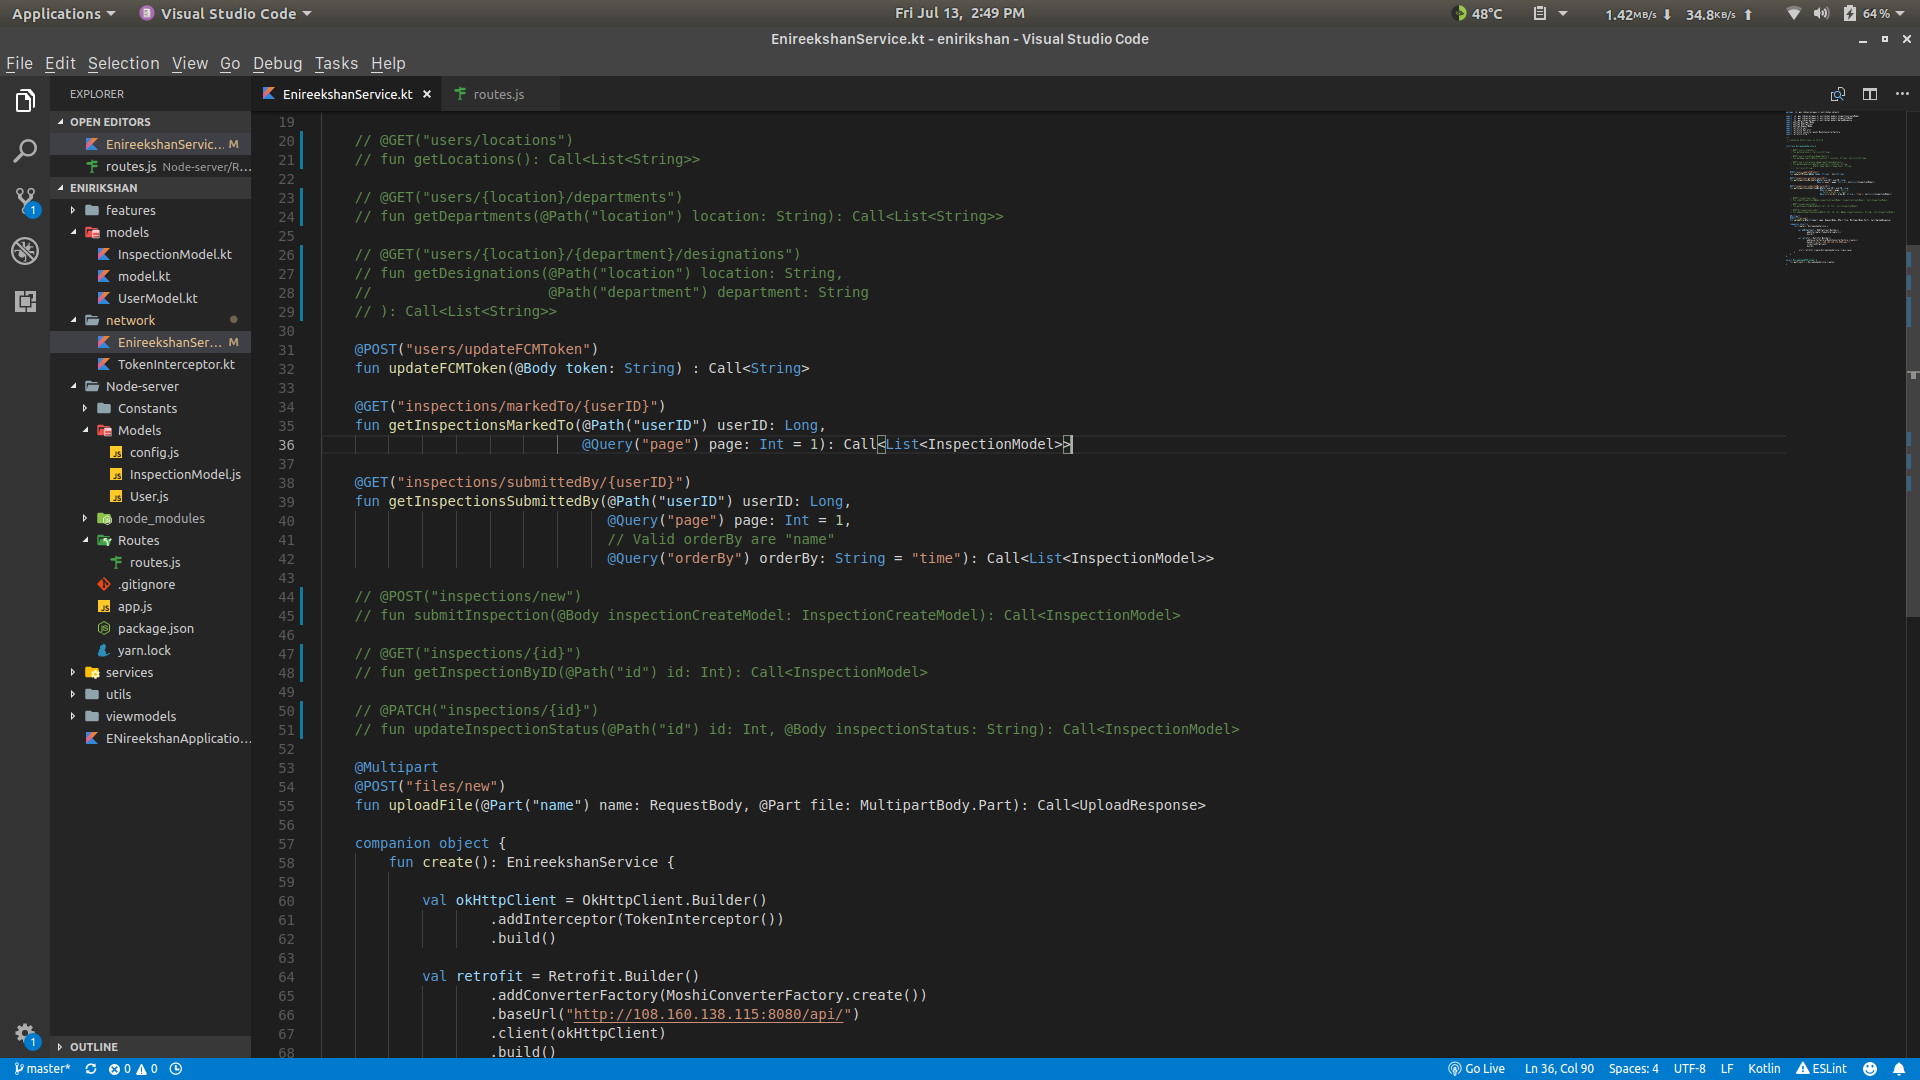 Applications
Visual Studio Code
Fri Jul 13, 2:49 PM
48°C
1.42MB/s
34.8KB/s
64 %
EnireekshanService.kt - enirikshan - Visual Studio Code
File Edit Selection View Go Debug Tasks Help
EXPLORER
OPEN EDITORS
EnireekshanServic... M
routes.js Node-server/R...
ENIRIKSHAN
features
models
InspectionModel.kt
model.kt
UserModel.kt
network
EnireekshanSer... M
TokenInterceptor.kt
Node-server
Constants
Models
config.js
InspectionModel.js
User.js
node_modules
Routes
routes.js
.gitignore
app.js
package.json
yarn.lock
services
utils
viewmodels
ENireekshanApplicatio...
OUTLINE
1
1
EnireekshanService.kt
routes.js
19
20 // @GET("users/locations")
21 // fun getLocations(): Call<List<String>>
22
23 // @GET("users/{location}/departments")
24 // fun getDepartments(@Path("location") location: String): Call<List<String>>
25
26 // @GET("users/{location}/{department}/designations")
27 // fun getDesignations(@Path("location") location: String,
28 // @Path("department") department: String
29 // ): Call<List<String>>
30
31 @POST("users/updateFCMToken")
32 fun updateFCMToken(@Body token: String) : Call<String>
33
34 @GET("inspections/markedTo/{userID}")
35 fun getInspectionsMarkedTo(@Path("userID") userID: Long,
36 @Query("page") page: Int = 1): Call<List<InspectionModel>>
37
38 @GET("inspections/submittedBy/{userID}")
39 fun getInspectionsSubmittedBy(@Path("userID") userID: Long,
40 @Query("page") page: Int = 1,
41 // Valid orderBy are "name"
42 @Query("orderBy") orderBy: String = "time"): Call<List<InspectionModel>>
43
44 // @POST("inspections/new")
45 // fun submitInspection(@Body inspectionCreateModel: InspectionCreateModel): Call<InspectionModel>
46
47 // @GET("inspections/{id}")
48 // fun getInspectionByID(@Path("id") id: Int): Call<InspectionModel>
49
50 // @PATCH("inspections/{id}")
51 // fun updateInspectionStatus(@Path("id") id: Int, @Body inspectionStatus: String): Call<InspectionModel>
52
53 @Multipart
54 @POST("files/new")
55 fun uploadFile(@Part("name") name: RequestBody, @Part file: MultipartBody.Part): Call<UploadResponse>
56
57 companion object {
58 fun create(): EnireekshanService {
59
60 val okHttpClient = OkHttpClient.Builder()
61 .addInterceptor(TokenInterceptor())
62 .build()
63
64 val retrofit = Retrofit.Builder()
65 .addConverterFactory(MoshiConverterFactory.create())
66 .baseUrl("http://108.160.138.115:8080/api/")
67 .client(okHttpClient)
68 .build()
master* 0 0
Go Live Ln 36, Col 90 Spaces: 4 UTF-8 LF Kotlin ESLint